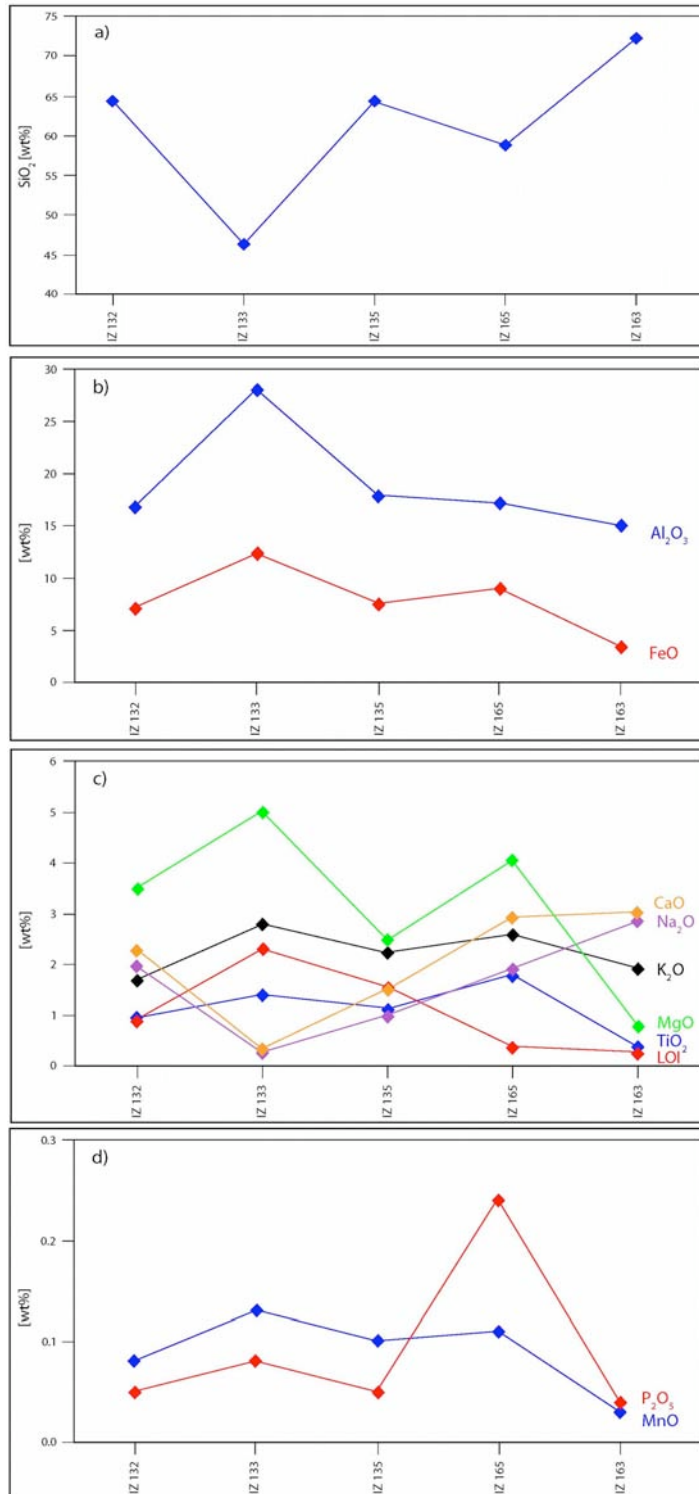 a)
75
70
65
60
55
50
45
40
SiO₂ [wt%]
IZ 132
IZ 133
IZ 135
IZ 165
IZ 163
b)
30
25
20
15
10
5
0
[wt%]
Al₂O₃
FeO
IZ 132
IZ 133
IZ 135
IZ 165
IZ 163
c)
6
5
4
3
2
1
0
[wt%]
CaO
Na₂O
K₂O
MgO
TiO₂
LOI
IZ 132
IZ 133
IZ 135
IZ 165
IZ 163
d)
0.3
0.2
0.1
0.0
[wt%]
P₂O₅
MnO
IZ 132
IZ 133
IZ 135
IZ 165
IZ 163